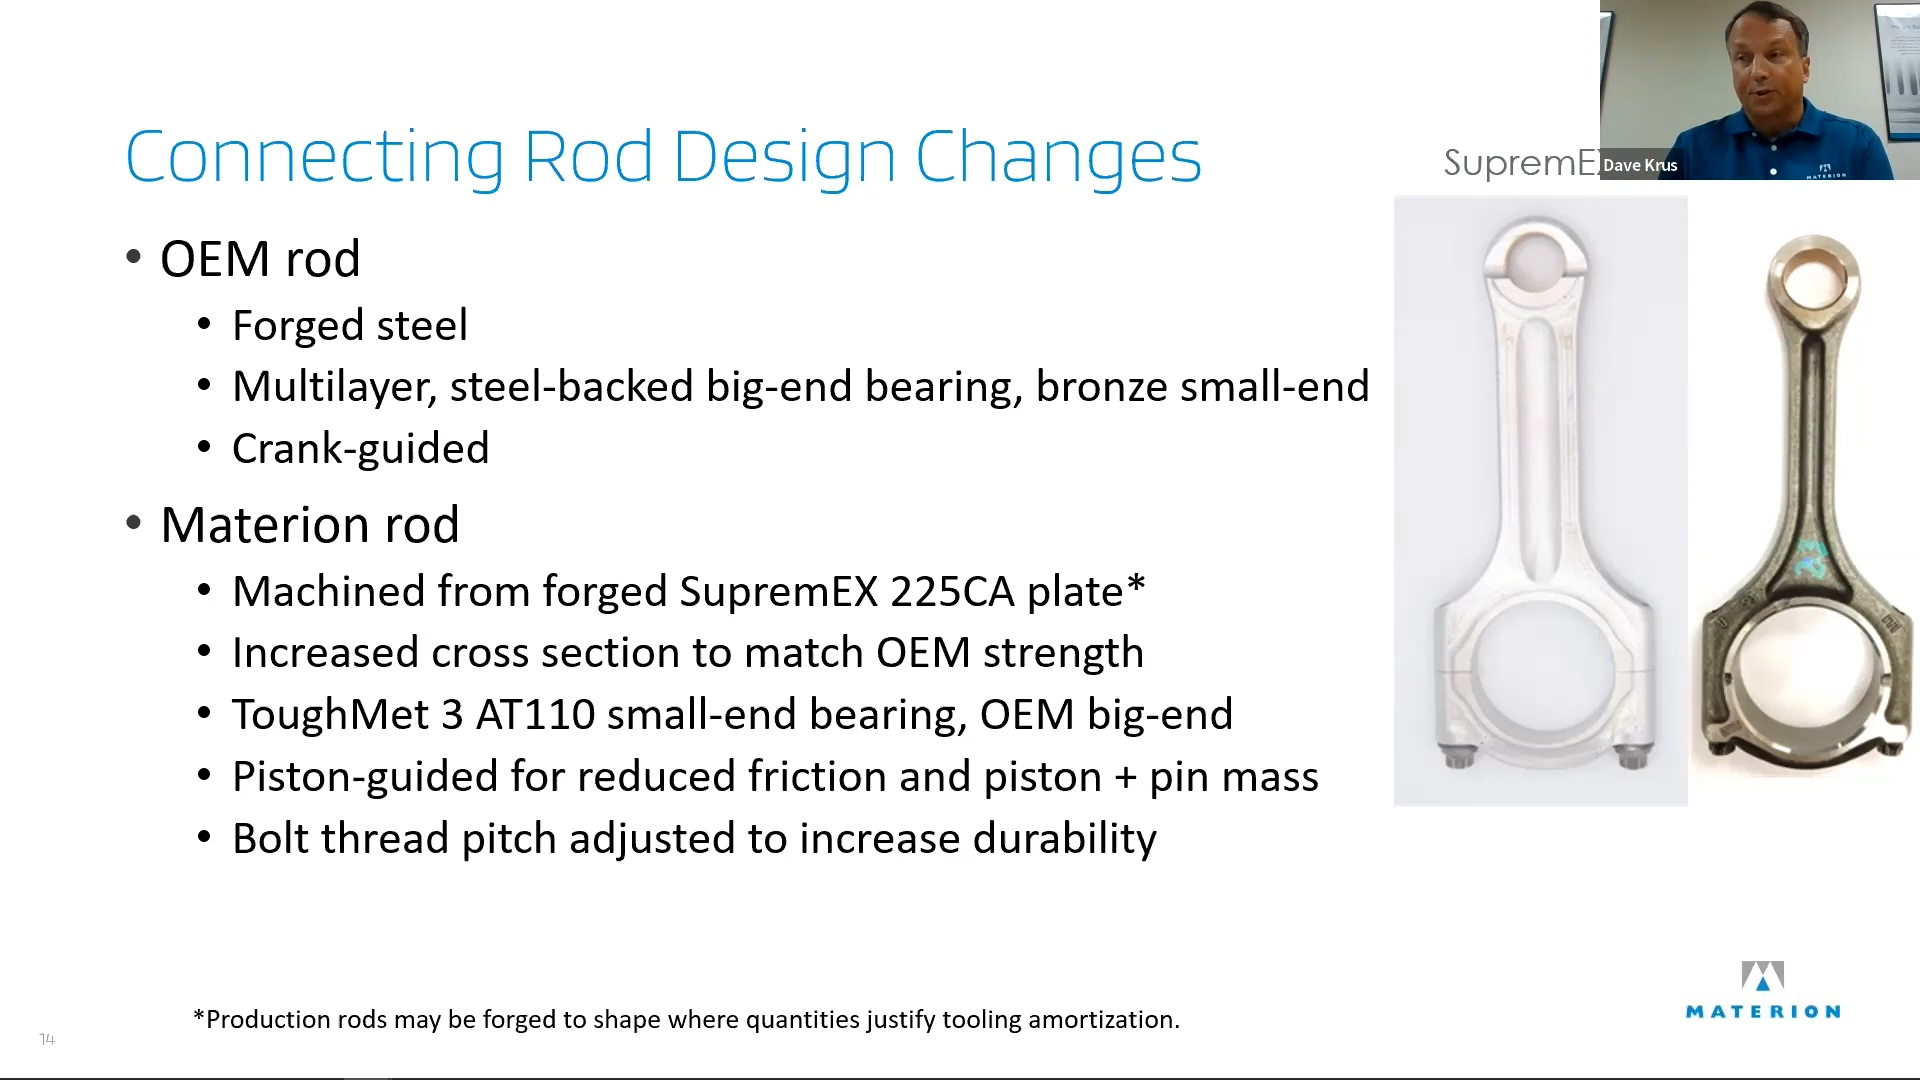 Connecting Rod Design Changes
SupremEX
Dave Krus
MATERION
• OEM rod
• Forged steel
• Multilayer, steel-backed big-end bearing, bronze small-end
• Crank-guided
• Materion rod
• Machined from forged SupremEX 225CA plate*
• Increased cross section to match OEM strength
• ToughMet 3 AT110 small-end bearing, OEM big-end
• Piston-guided for reduced friction and piston + pin mass
• Bolt thread pitch adjusted to increase durability
MATERION
*Production rods may be forged to shape where quantities justify tooling amortization.
14